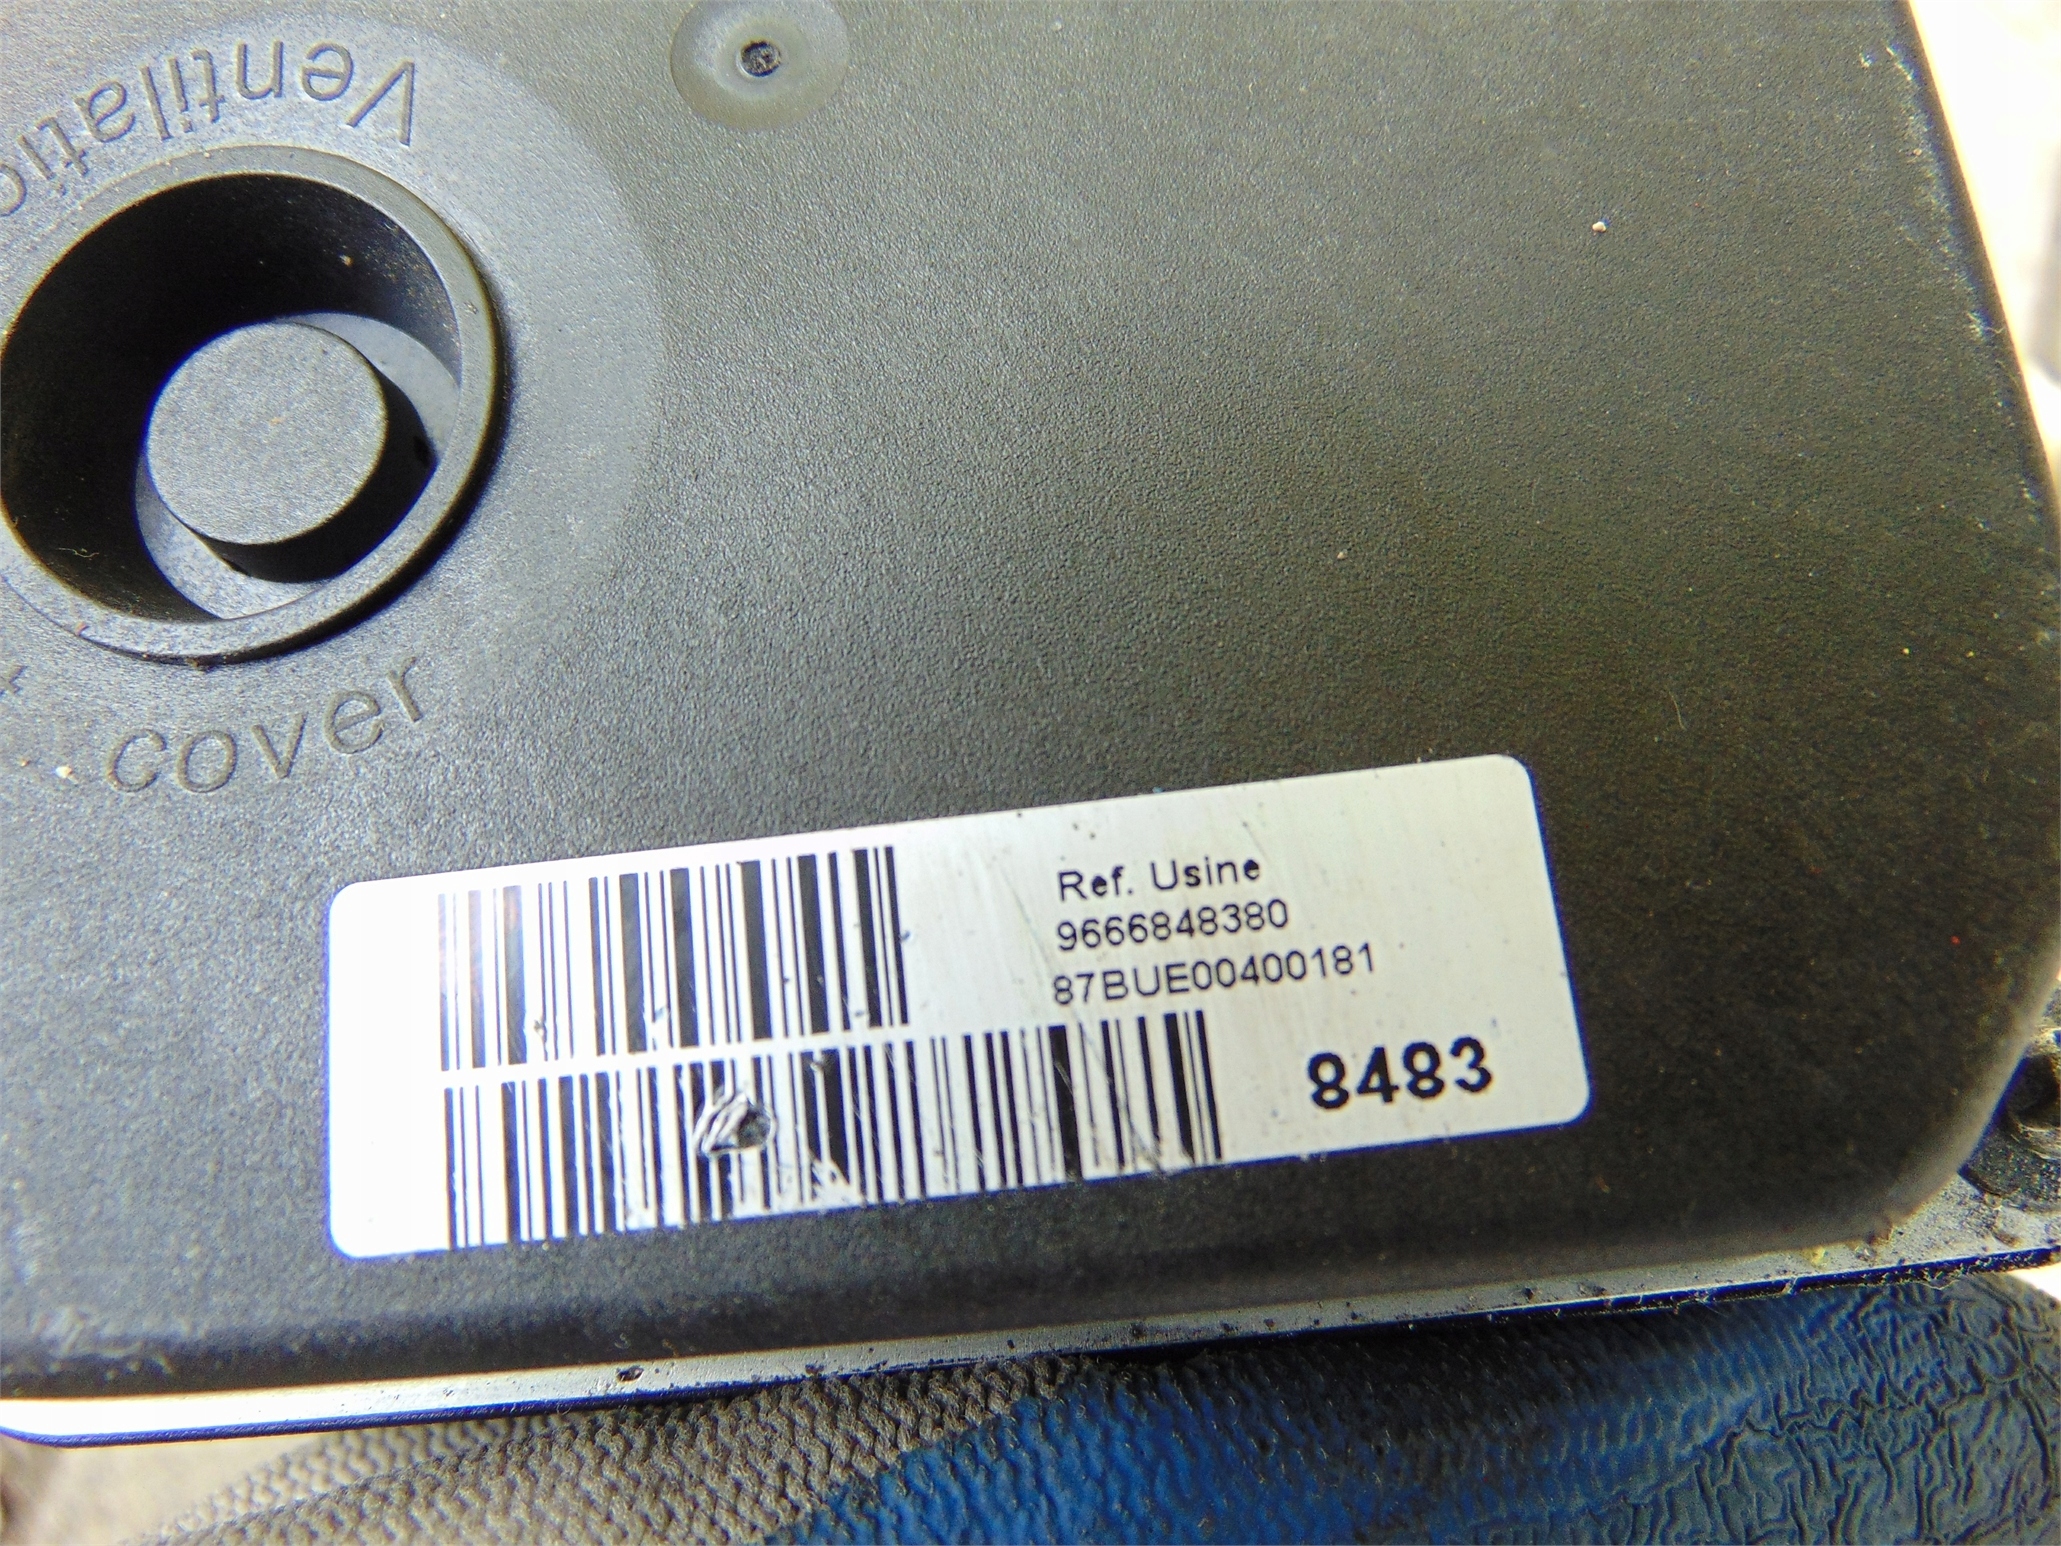 Ventilatio
cover
Ref. Usine
9666848380
87BUE00400181
8483